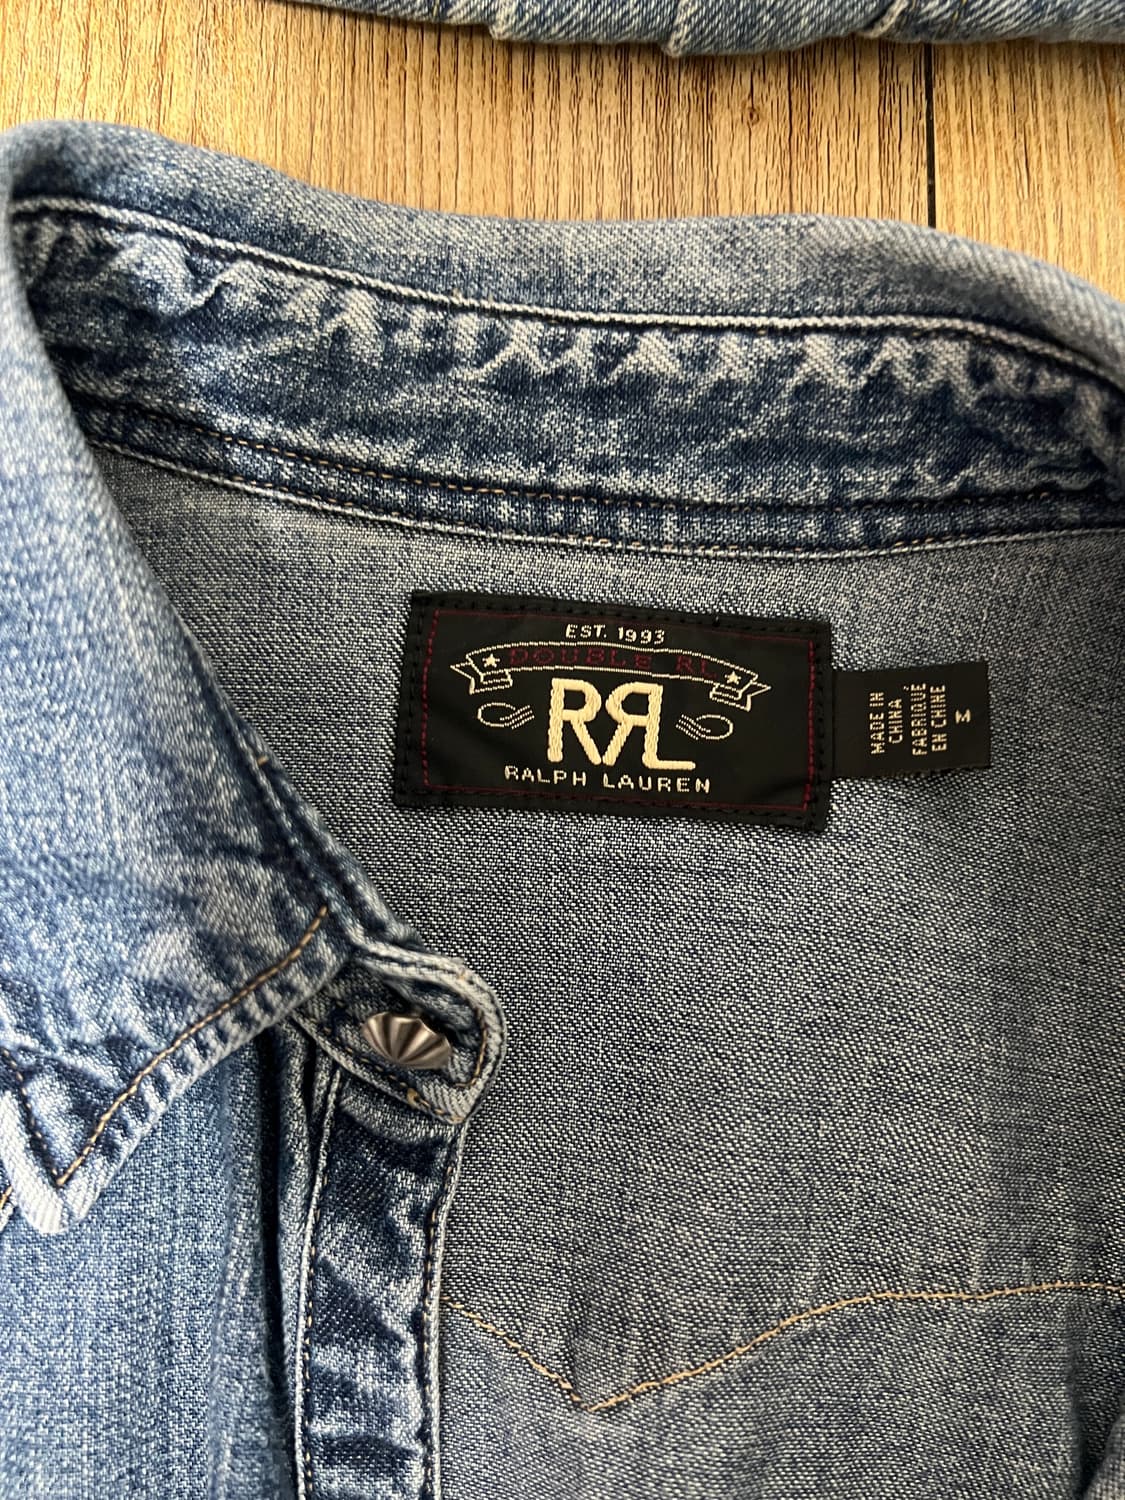 EST. 1993
DOUBLE RL
RRL
RALPH LAUREN
MADE IN
CHINA
FABRIQUÉ
EN CHINE
M